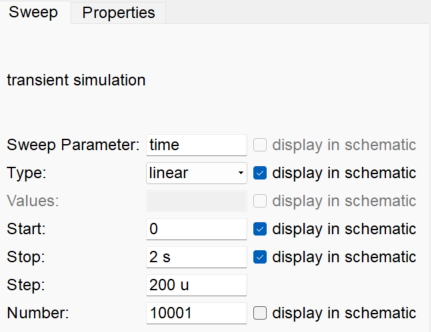 Sweep Properties
transient simulation
Sweep Parameter: time display in schematic
Type: linear display in schematic
Values: display in schematic
Start: 0 display in schematic
Stop: 2 s display in schematic
Step: 200 u
Number: 10001 display in schematic